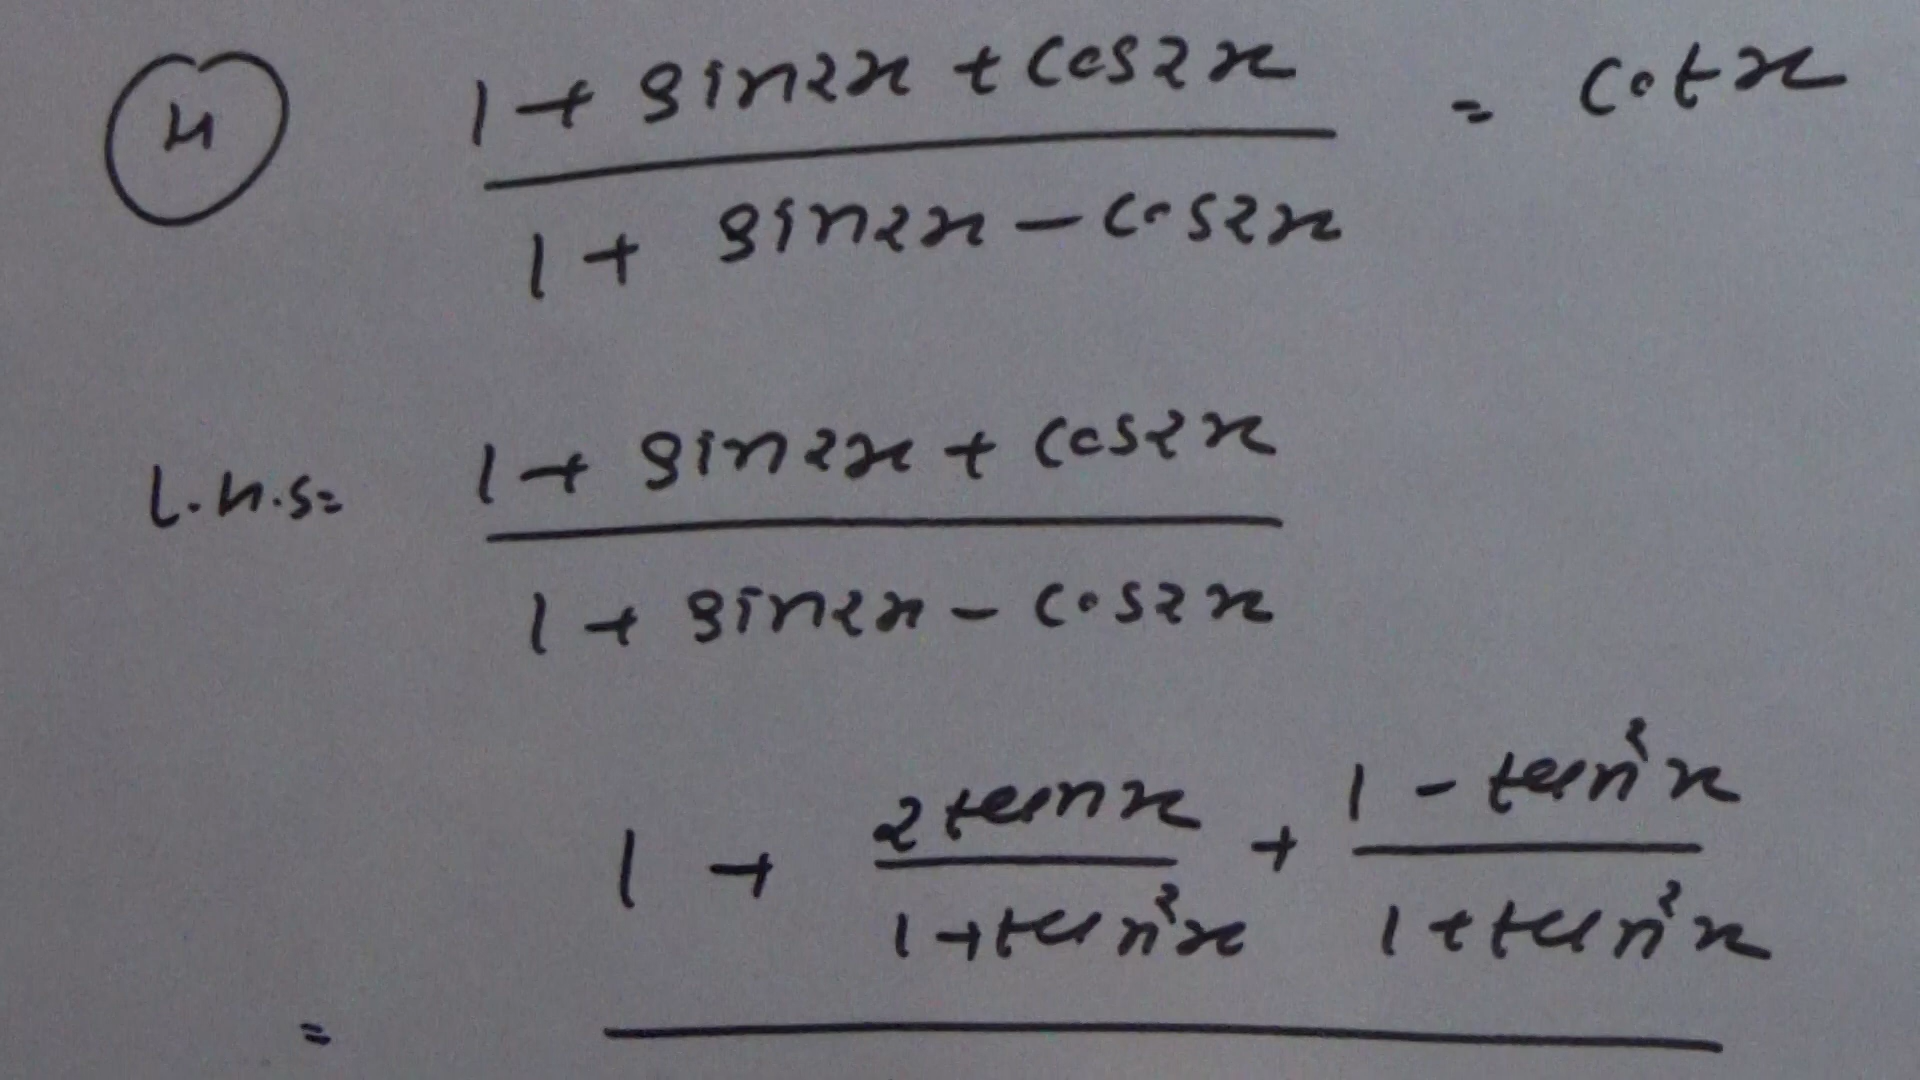 4 (1 + sin2x + cos2x)/(1 + sin2x - cos2x) = cotx
L.H.S = (1 + sin2x + cos2x)/(1 + sin2x - cos2x)
= 1 + (2tanx)/(1+tan²x) + (1-tan²x)/(1+tan²x)